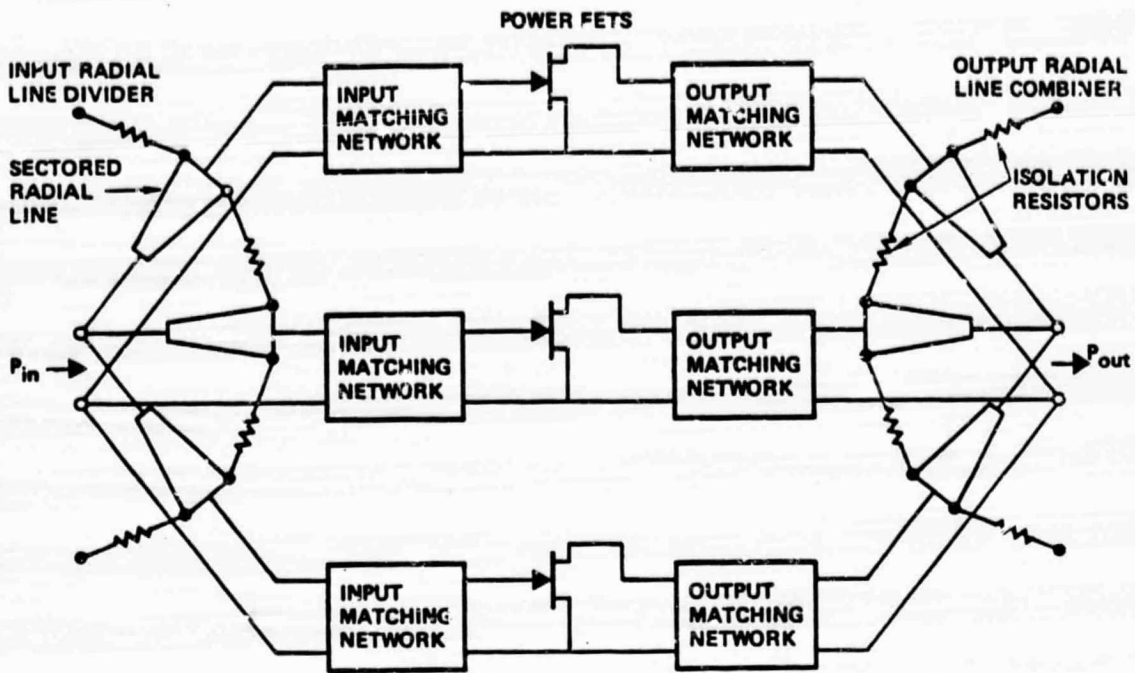 POWER FETS
INPUT RADIAL
LINE DIVIDER
SECTORED
RADIAL
LINE
INPUT
MATCHING
NETWORK
OUTPUT
MATCHING
NETWORK
OUTPUT RADIAL
LINE COMBINER
ISOLATION
RESISTORS
Pin
INPUT
MATCHING
NETWORK
OUTPUT
MATCHING
NETWORK
Pout
INPUT
MATCHING
NETWORK
OUTPUT
MATCHING
NETWORK